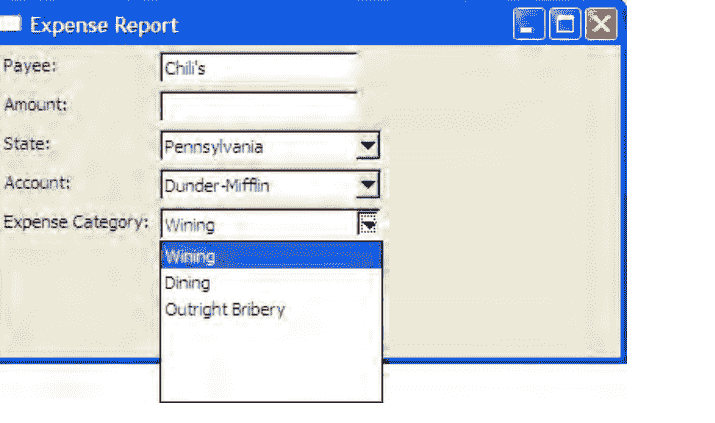 Expense Report
Payee: Chili's
Amount:
State: Pennsylvania
Account: Dunder-Mifflin
Expense Category: Wining
Wining
Dining
Outright Bribery